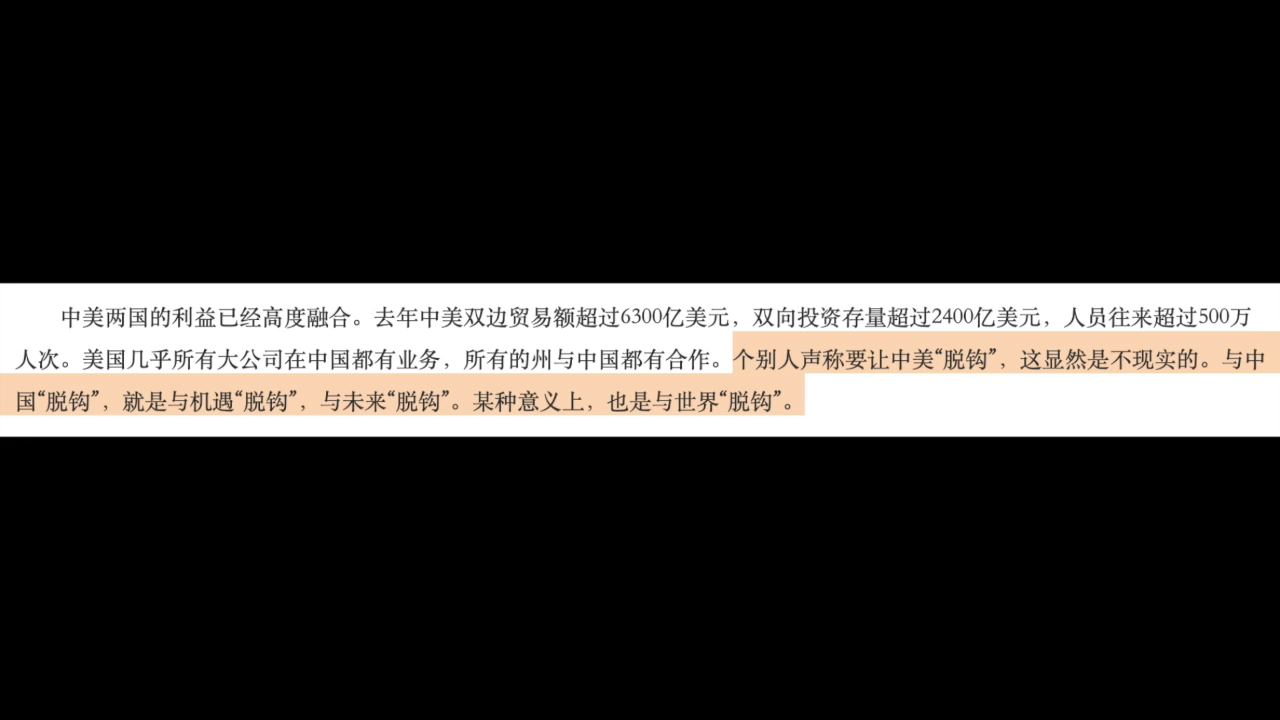 中美两国的利益已经高度融合。去年中美双边贸易额超过6300亿美元，双向投资存量超过2400亿美元，人员往来超过500万
人次。美国几乎所有大公司在中国都有业务，所有的州与中国都有合作。个别人声称要让中美“脱钩”，这显然是不现实的。与中
国“脱钩”，就是与机遇“脱钩”，与未来“脱钩”。某种意义上，也是与世界“脱钩”。